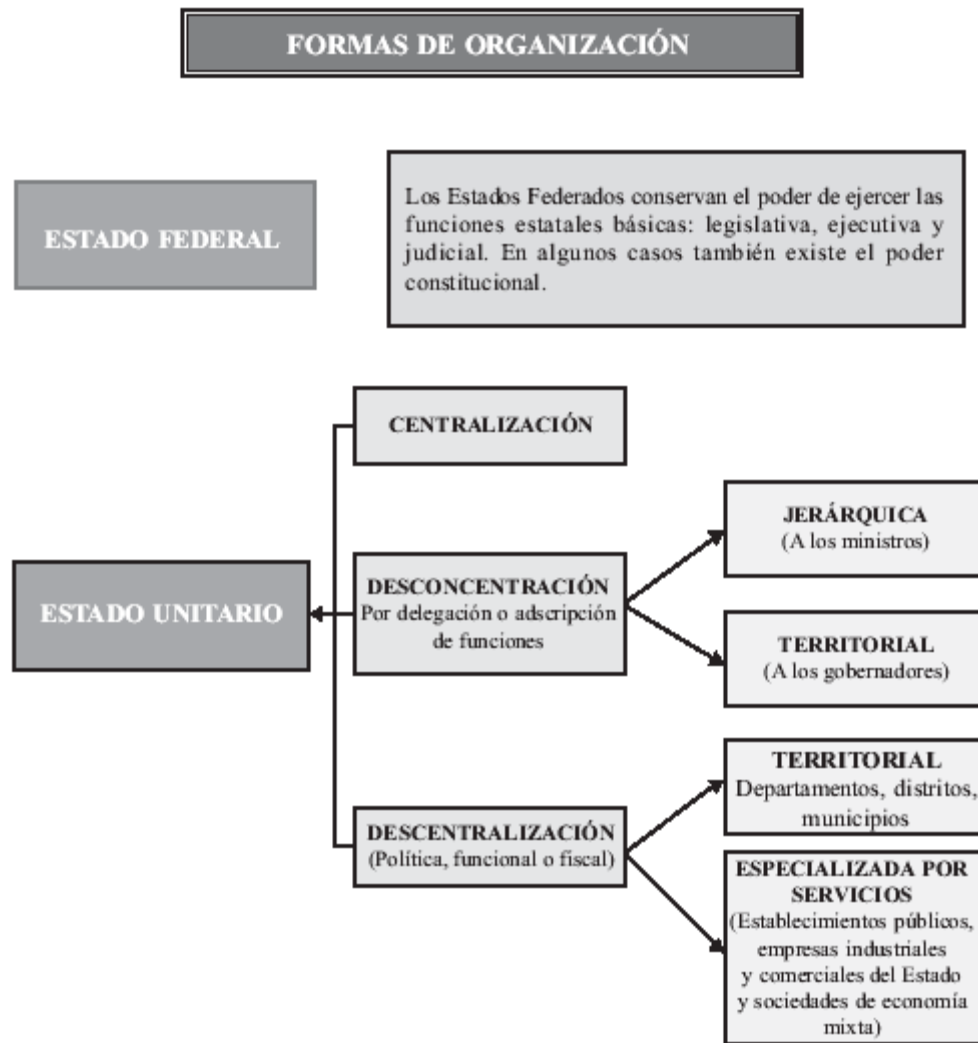 FORMAS DE ORGANIZACIÓN
ESTADO FEDERAL
Los Estados Federados conservan el poder de ejercer las
funciones estatales básicas: legislativa, ejecutiva y
judicial. En algunos casos también existe el poder
constitucional.
ESTADO UNITARIO
CENTRALIZACIÓN
DESCONCENTRACIÓN
Por delegación o adscripción
de funciones
JERÁRQUICA
(A los ministros)
TERRITORIAL
(A los gobernadores)
DESCENTRALIZACIÓN
(Política, funcional o fiscal)
TERRITORIAL
Departamentos, distritos,
municipios
ESPECIALIZADA POR
SERVICIOS
(Establecimientos públicos,
empresas industriales
y comerciales del Estado
y sociedades de economía
mixta)